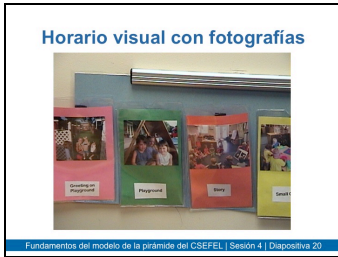 Horario visual con fotografías
Greeting on
Playground
Playground
Story
Small
Fundamentos del modelo de la pirámide del CSEFEL | Sesión 4 | Diapositiva 20